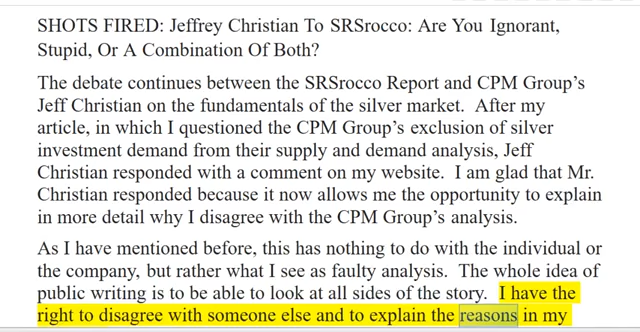 SHOTS FIRED: Jeffrey Christian To SRSrocco: Are You Ignorant,
Stupid, Or A Combination Of Both?
The debate continues between the SRSrocco Report and CPM Group’s
Jeff Christian on the fundamentals of the silver market.  After my
article, in which I questioned the CPM Group’s exclusion of silver
investment demand from their supply and demand analysis, Jeff
Christian responded with a comment on my website.  I am glad that Mr.
Christian responded because it now allows me the opportunity to explain
in more detail why I disagree with the CPM Group’s analysis.
As I have mentioned before, this has nothing to do with the individual or
the company, but rather what I see as faulty analysis.  The whole idea of
public writing is to be able to look at all sides of the story.  I have the
right to disagree with someone else and to explain the reasons in my